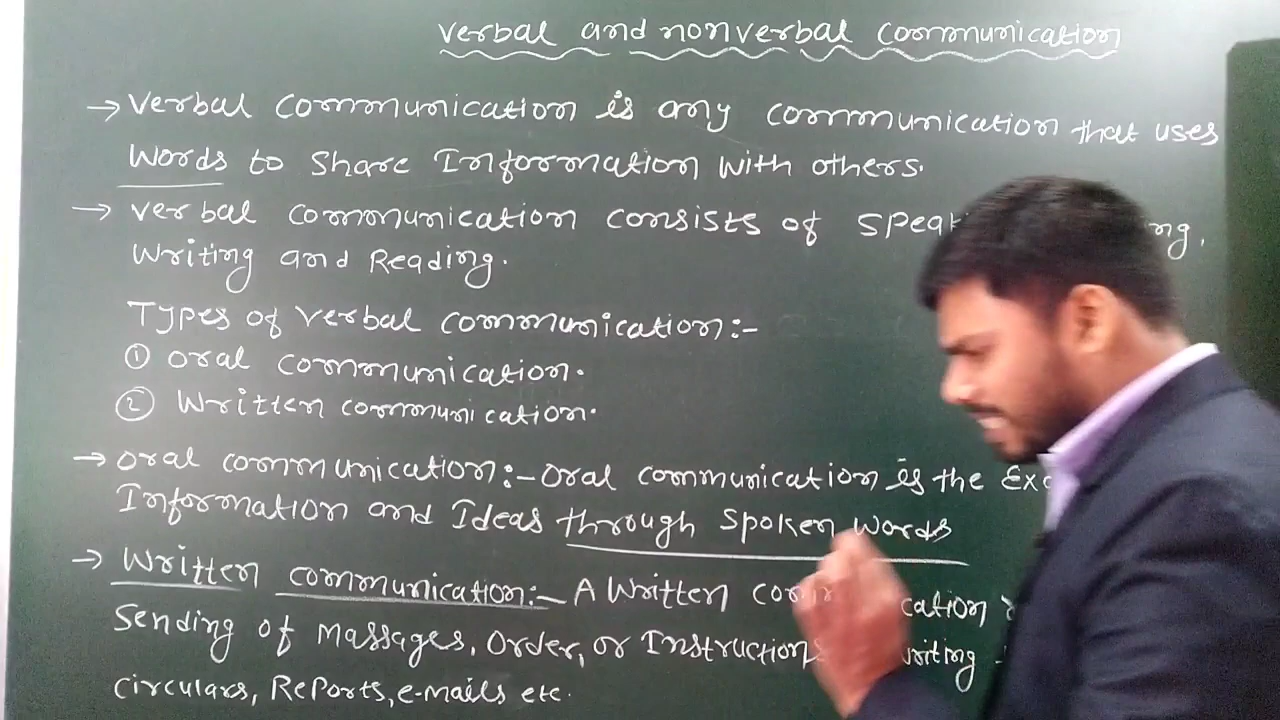 Verbal and nonverbal communication
→ Verbal communication is any communication that uses
words to share Information with others.
→ Verbal communication consists of
Writing and Reading.
Types of verbal communication:-
① Oral communication.
② Written communication.
→ Oral communication:- Oral communication is the
Information and Ideas through spoken words
→ Written communication:- A Written
Sending of Massages, Order, or Instructions
circulars, Reports, e-mails etc.